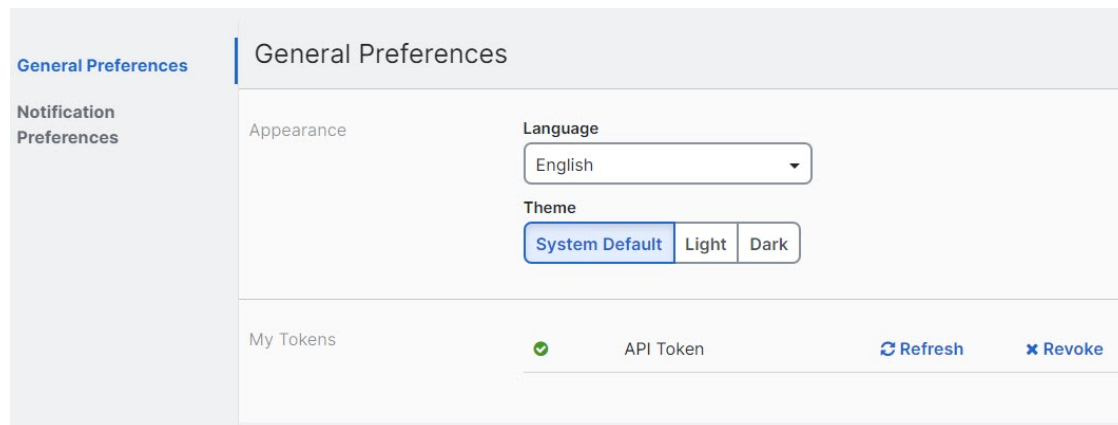 General Preferences
Notification
Preferences
General Preferences
Appearance
Language
English
Theme
System Default Light Dark
My Tokens
API Token Refresh Revoke